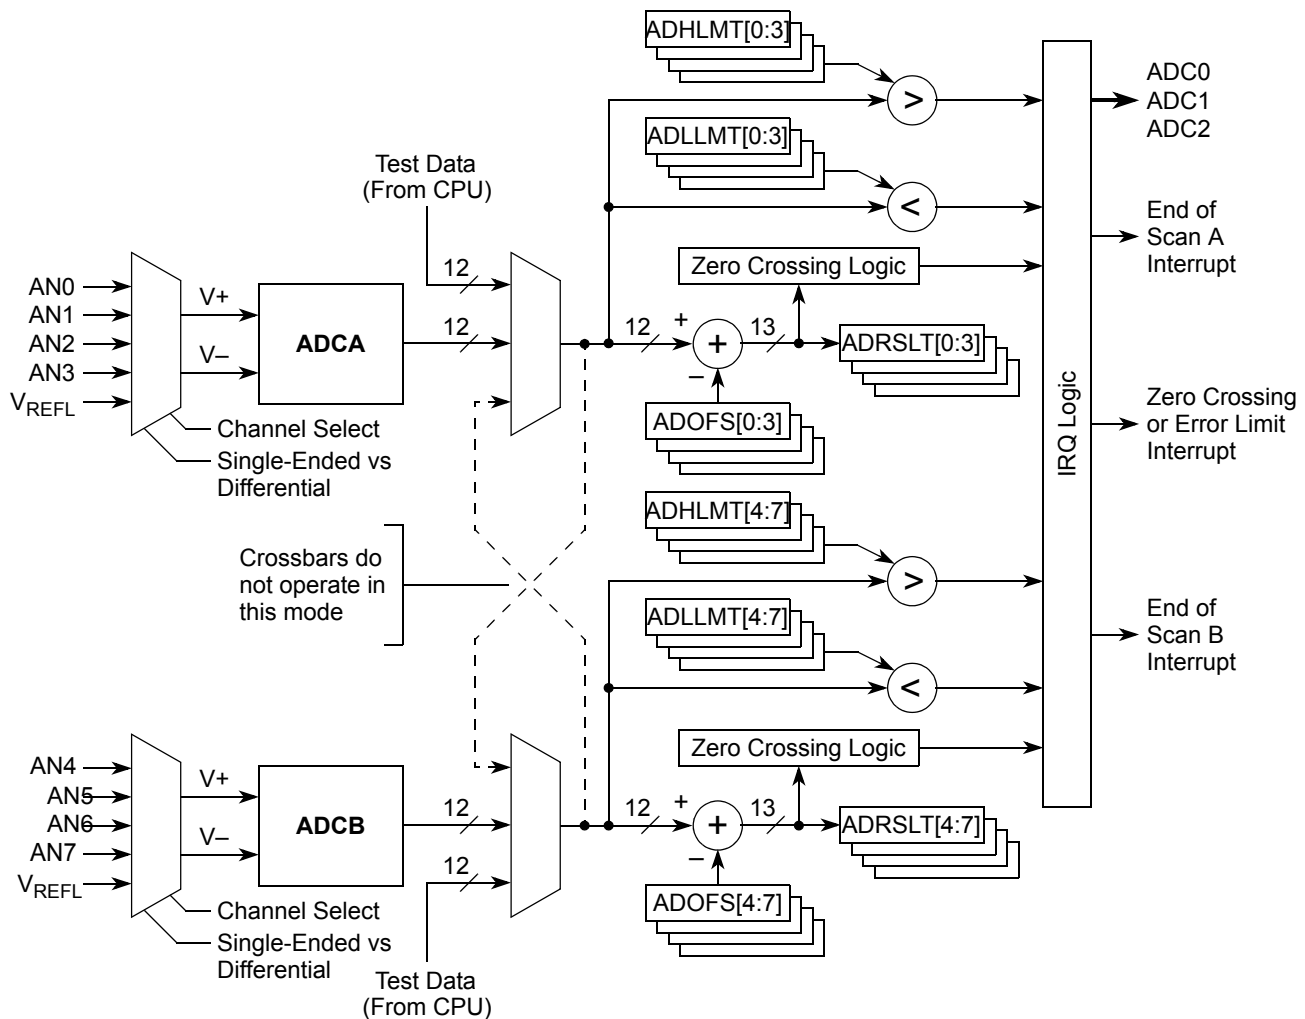 ADHLMT[0:3]
>
ADC0
ADC1
ADC2
ADLLMT[0:3]
<
Test Data
(From CPU)
End of
Scan A
Interrupt
12
Zero Crossing Logic
AN0
AN1
AN2
AN3
VREFL
V+
V–
ADCA
12
12
+
+
–
13
ADRSLT[0:3]
ADOFS[0:3]
Channel Select
Single-Ended vs
Differential
IRQ Logic
Zero Crossing
or Error Limit
Interrupt
ADHLMT[4:7]
>
Crossbars do
not operate in
this mode
ADLLMT[4:7]
<
End of
Scan B
Interrupt
Zero Crossing Logic
AN4
AN5
AN6
AN7
VREFL
V+
V–
ADCB
12
12
12
+
+
–
13
ADRSLT[4:7]
ADOFS[4:7]
Channel Select
Single-Ended vs
Differential
Test Data
(From CPU)